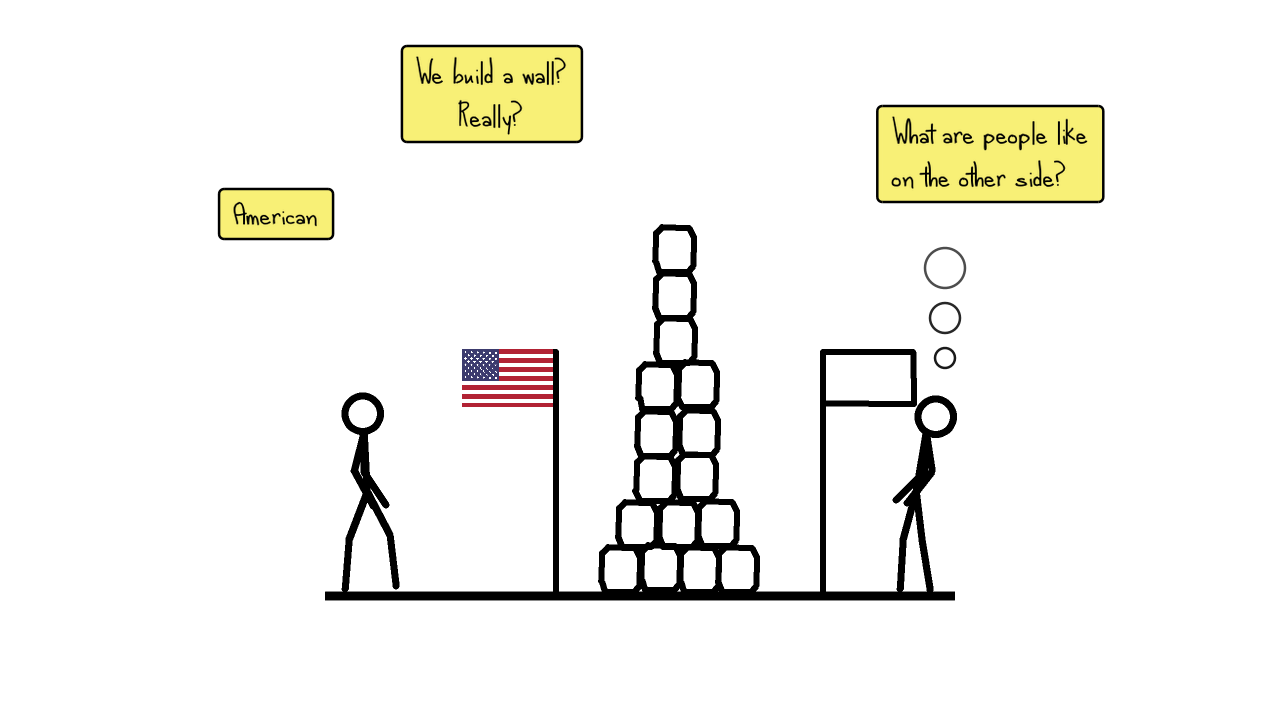 We build a wall?
Really?
What are people like
on the other side?
American